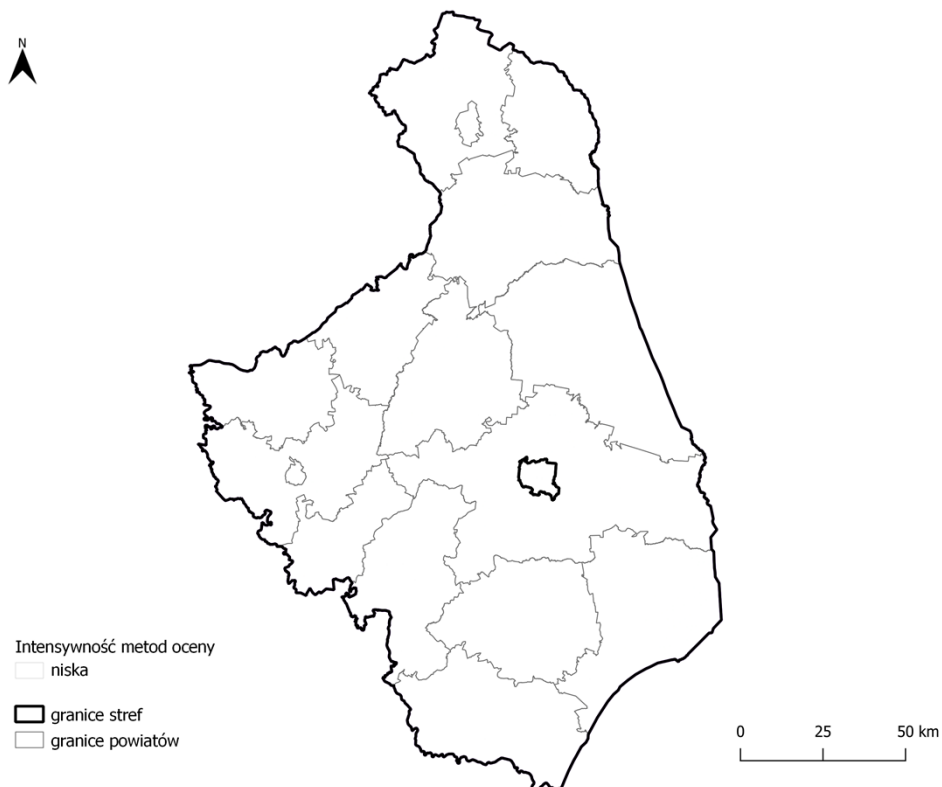 N
Intensywność metod oceny
niska
granice stref
granice powiatów
0 25 50 km